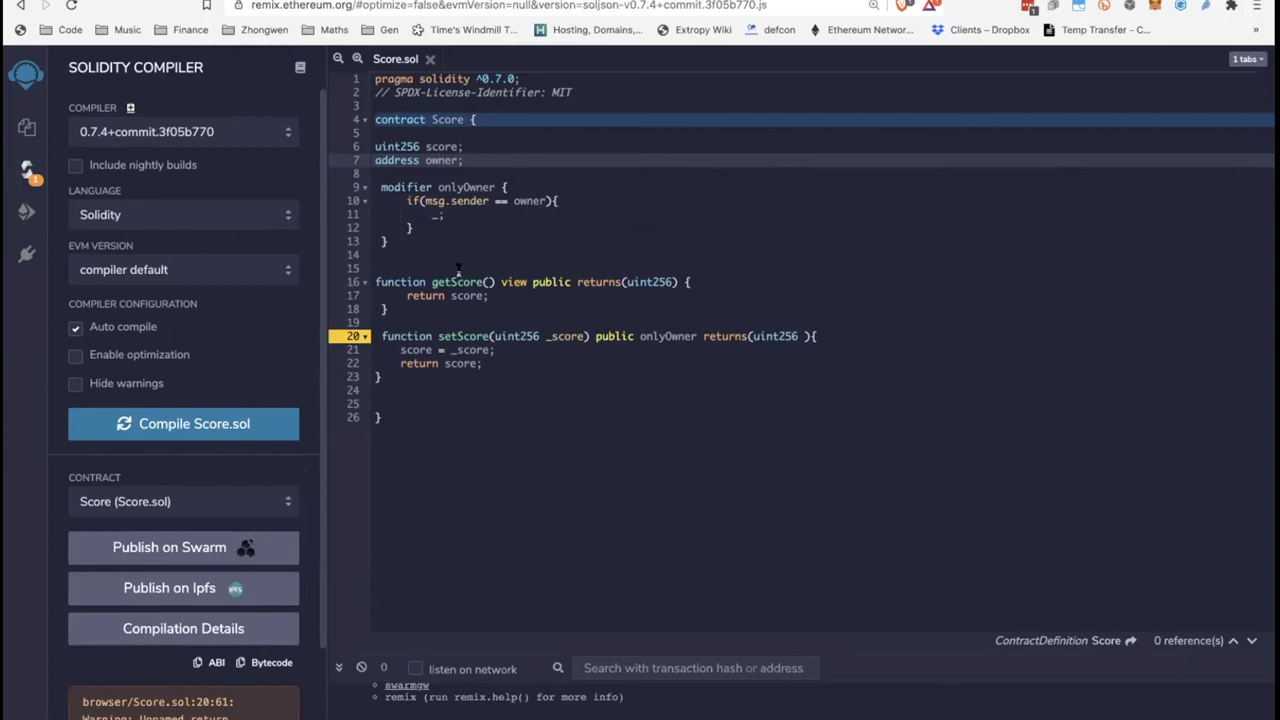 remix.ethereum.org/#optimize=false&evmVersion=null&version=soljson-v0.7.4+commit.3f05b770.js
Code Music Finance Zhongwen Maths Gen Time's Windmill T... Hosting, Domains,... Extropy Wiki defcon Ethereum Networ... Clients – Dropbox Temp Transfer - Cr... »
SOLIDITY COMPILER
COMPILER
0.7.4+commit.3f05b770
Include nightly builds
LANGUAGE
Solidity
EVM VERSION
compiler default
COMPILER CONFIGURATION
Auto compile
Enable optimization
Hide warnings
Compile Score.sol
CONTRACT
Score (Score.sol)
Publish on Swarm
Publish on Ipfs
IPFS
Compilation Details
ABI Bytecode
browser/Score.sol:20:61:
Warning: Unnamed return
1
Score.sol
1 tabs
1 pragma solidity ^0.7.0;
2 // SPDX-License-Identifier: MIT
3
4 contract Score {
5
6 uint256 score;
7 address owner;
8
9 modifier onlyOwner {
10 if(msg.sender == owner){
11 _;
12 }
13 }
14
15
16 function getScore() view public returns(uint256) {
17 return score;
18 }
19
20 function setScore(uint256 _score) public onlyOwner returns(uint256 ){
21 score = _score;
22 return score;
23 }
24
25
26 }
ContractDefinition Score 0 reference(s)
0 listen on network Search with transaction hash or address
swarmgw
remix (run remix.help() for more info)